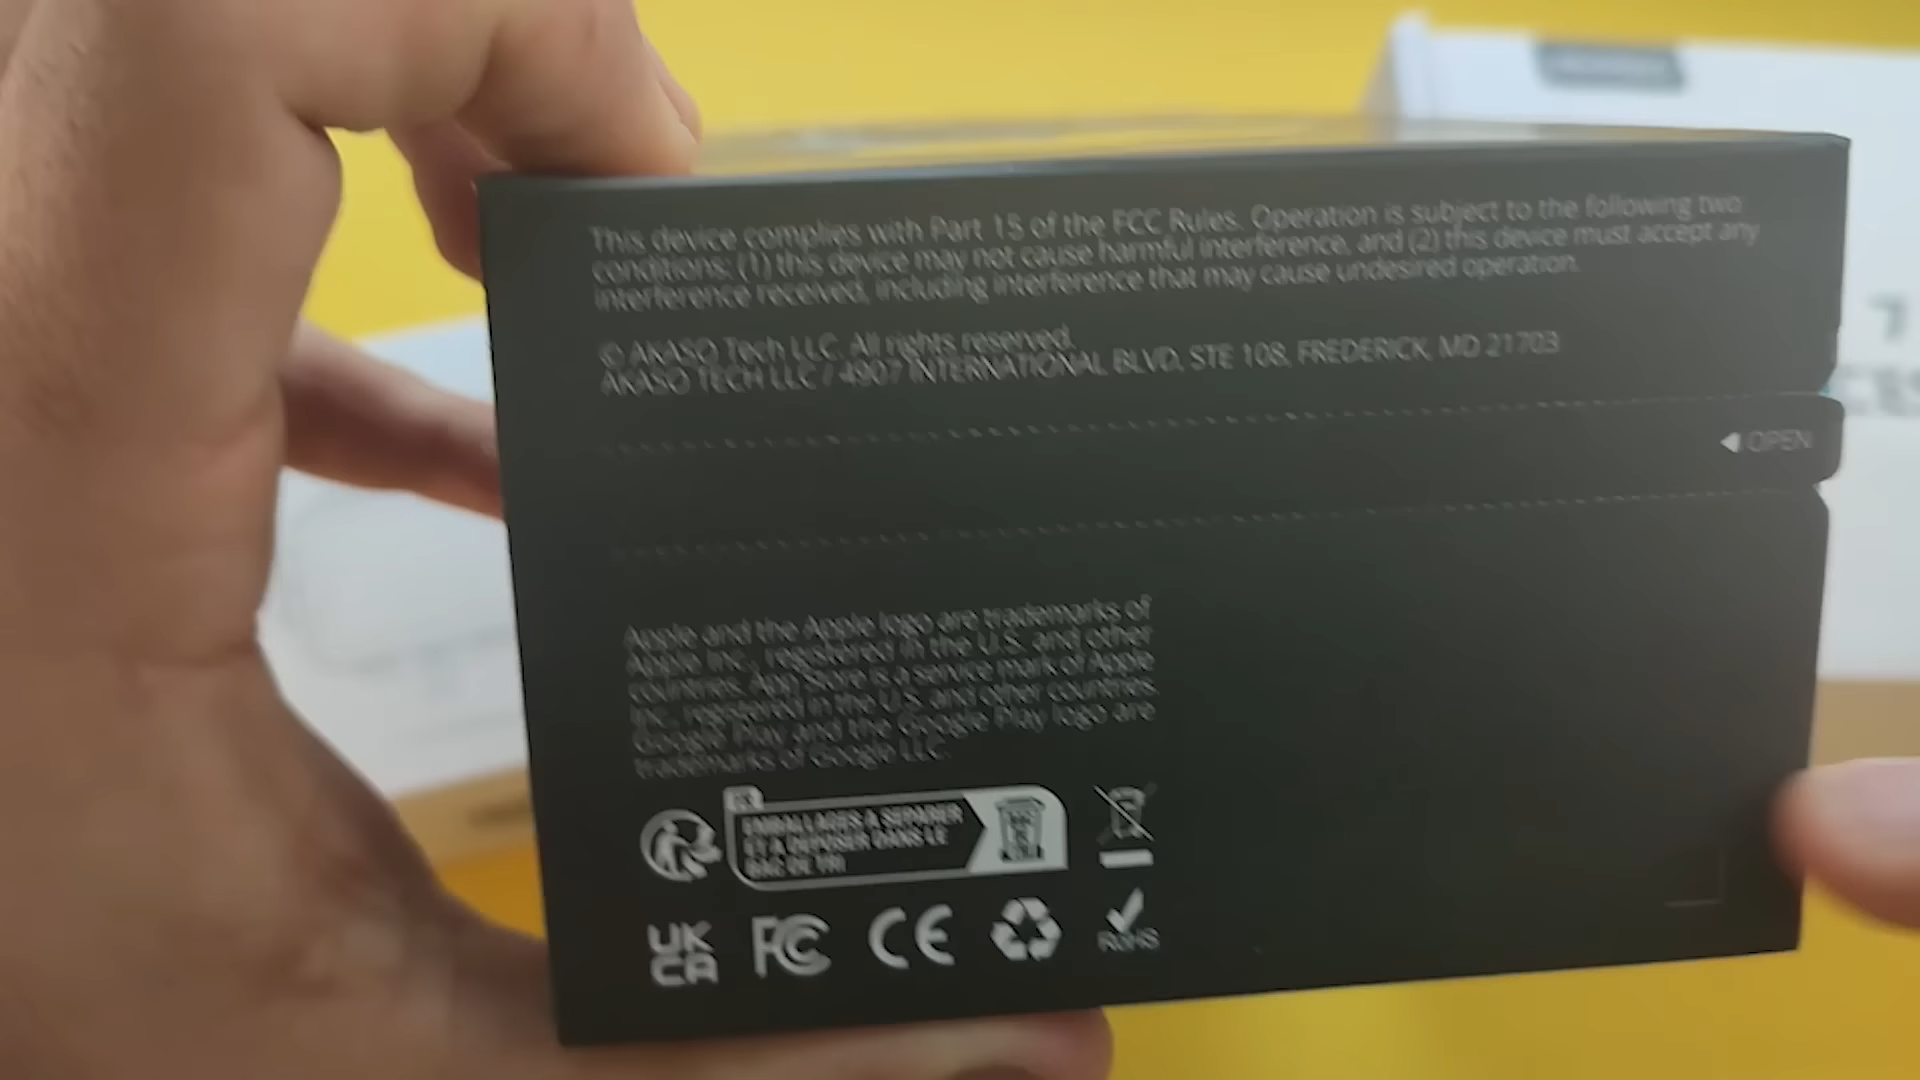 This device complies with Part 15 of the FCC Rules. Operation is subject to the following two
conditions: (1) this device may not cause harmful interference, and (2) this device must accept any
interference received, including interference that may cause undesired operation.
© AKASO Tech LLC. All rights reserved.
AKASO TECH LLC / 4907 INTERNATIONAL BLVD, STE 108, FREDERICK, MD 21703
OPEN
Apple and the Apple logo are trademarks of
Apple Inc., registered in the U.S. and other
countries. App Store is a service mark of Apple
Inc., registered in the U.S. and other countries.
Google Play and the Google Play logo are
trademarks of Google LLC.
EMBALLAGES À SÉPARER
ET À DÉPOSER DANS LE
BAC DE TRI
UK
CA
FC
CE
RoHS
7